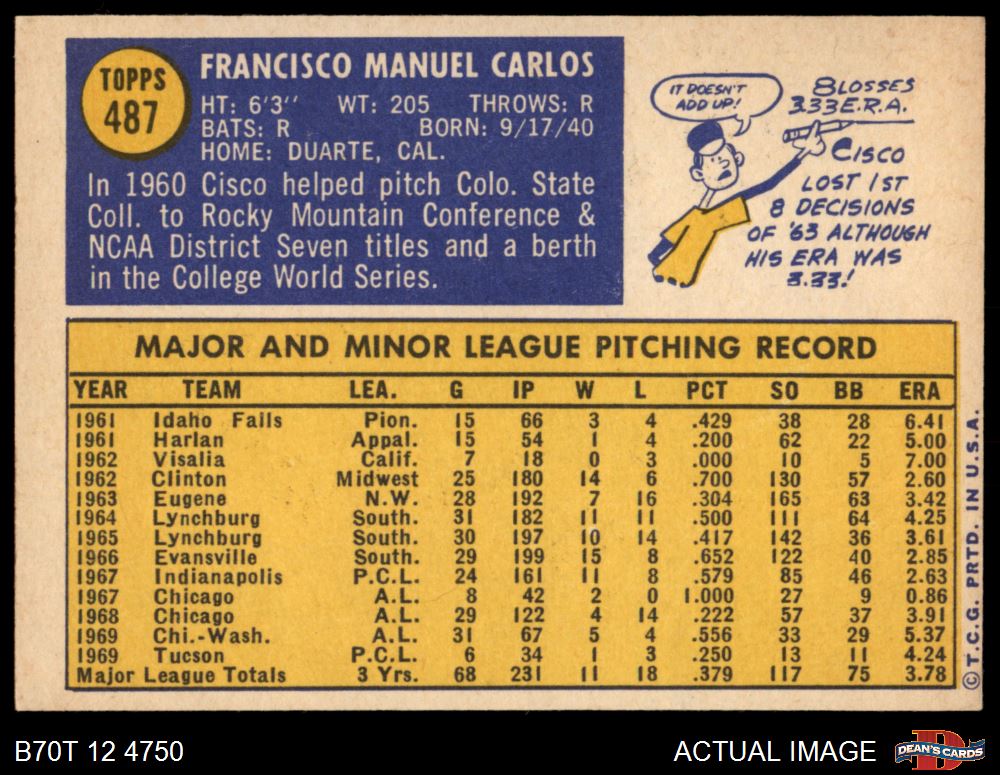 TOPPS
487
FRANCISCO MANUEL CARLOS
HT: 6'3'' WT: 205 THROWS: R
BATS: R BORN: 9/17/40
HOME: DUARTE, CAL.
In 1960 Cisco helped pitch Colo. State
Coll. to Rocky Mountain Conference &
NCAA District Seven titles and a berth
in the College World Series.
IT DOESN'T
ADD UP!
8 LOSSES
3.33 E.R.A.
CISCO
LOST 1ST
8 DECISIONS
OF '63 ALTHOUGH
HIS ERA WAS
3.33!
MAJOR AND MINOR LEAGUE PITCHING RECORD
YEAR TEAM LEA. G IP W L PCT SO BB ERA
1961 Idaho Falls Pion. 15 66 3 4 .429 38 28 6.41
1961 Harlan Appal. 15 54 1 4 .200 62 22 5.00
1962 Visalia Calif. 7 18 0 3 .000 10 5 7.00
1962 Clinton Midwest 25 180 14 6 .700 130 57 2.60
1963 Eugene N.W. 28 192 7 16 .304 165 63 3.42
1964 Lynchburg South. 31 182 11 11 .500 111 64 4.25
1965 Lynchburg South. 30 197 10 14 .417 142 36 3.61
1966 Evansville South. 29 199 15 8 .652 122 40 2.85
1967 Indianapolis P.C.L. 24 161 11 8 .579 85 46 2.63
1967 Chicago A.L. 8 42 2 0 1.000 27 9 0.86
1968 Chicago A.L. 29 122 4 14 .222 57 37 3.91
1969 Chi.-Wash. A.L. 31 67 5 4 .556 33 29 5.37
1969 Tucson P.C.L. 6 34 1 3 .250 13 11 4.24
Major League Totals 3 Yrs. 68 231 11 18 .379 117 75 3.78
©T.C.G. PRTD. IN U.S.A.
B70T 12 4750
ACTUAL IMAGE
DEAN'S CARDS